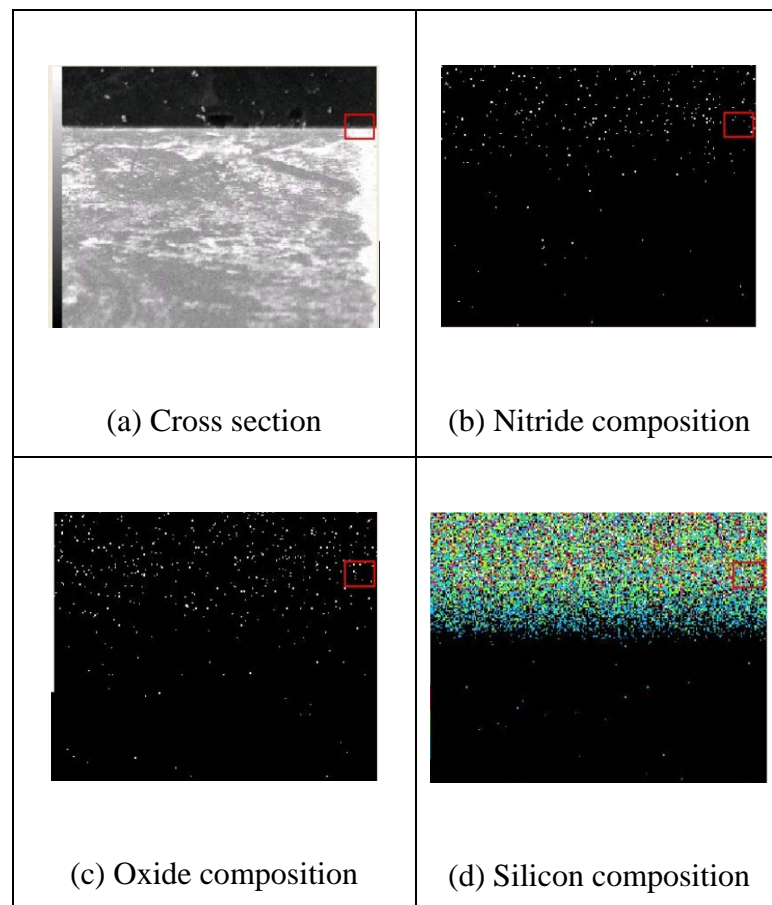 (a) Cross section
(b) Nitride composition
(c) Oxide composition
(d) Silicon composition